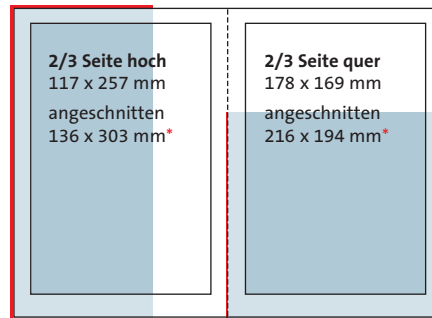 2/3 Seite hoch
117 x 257 mm
angeschnitten
136 x 303 mm*
2/3 Seite quer
178 x 169 mm
angeschnitten
216 x 194 mm*